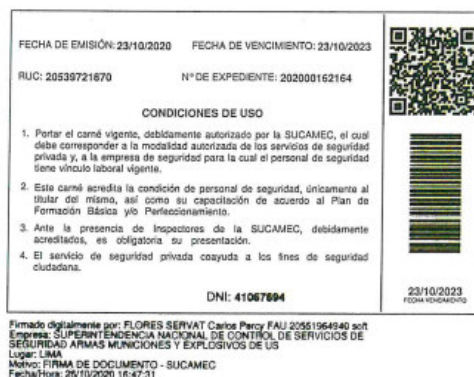 FECHA DE EMISIÓN: 23/10/2020 FECHA DE VENCIMIENTO: 23/10/2023
RUC: 20539721870 N° DE EXPEDIENTE: 202000162164
CONDICIONES DE USO
1. Portar el carné vigente, debidamente autorizado por la SUCAMEC, el cual
debe corresponder a la modalidad autorizada de los servicios de seguridad
privada y, a la empresa de seguridad para la cual el personal de seguridad
tiene vínculo laboral vigente.
2. Este carné acredita la condición de personal de seguridad, únicamente al
titular del mismo, así como su capacitación de acuerdo al Plan de
Formación Básica y/o Perfeccionamiento.
3. Ante la presencia de Inspectores de la SUCAMEC, debidamente
acreditados, es obligatoria su presentación.
4. El servicio de seguridad privada coayuda a los fines de seguridad
ciudadana.
DNI: 41067694
23/10/2023
FECHA VENCIMIENTO
Firmado digitalmente por: FLORES SERVAT Carlos Percy FAU 20551964940 soft
Empresa: SUPERINTENDENCIA NACIONAL DE CONTROL DE SERVICIOS DE
SEGURIDAD ARMAS MUNICIONES Y EXPLOSIVOS DE US
Lugar: LIMA
Motivo: FIRMA DE DOCUMENTO - SUCAMEC
Fecha/Hora: 26/10/2020 16:47:31